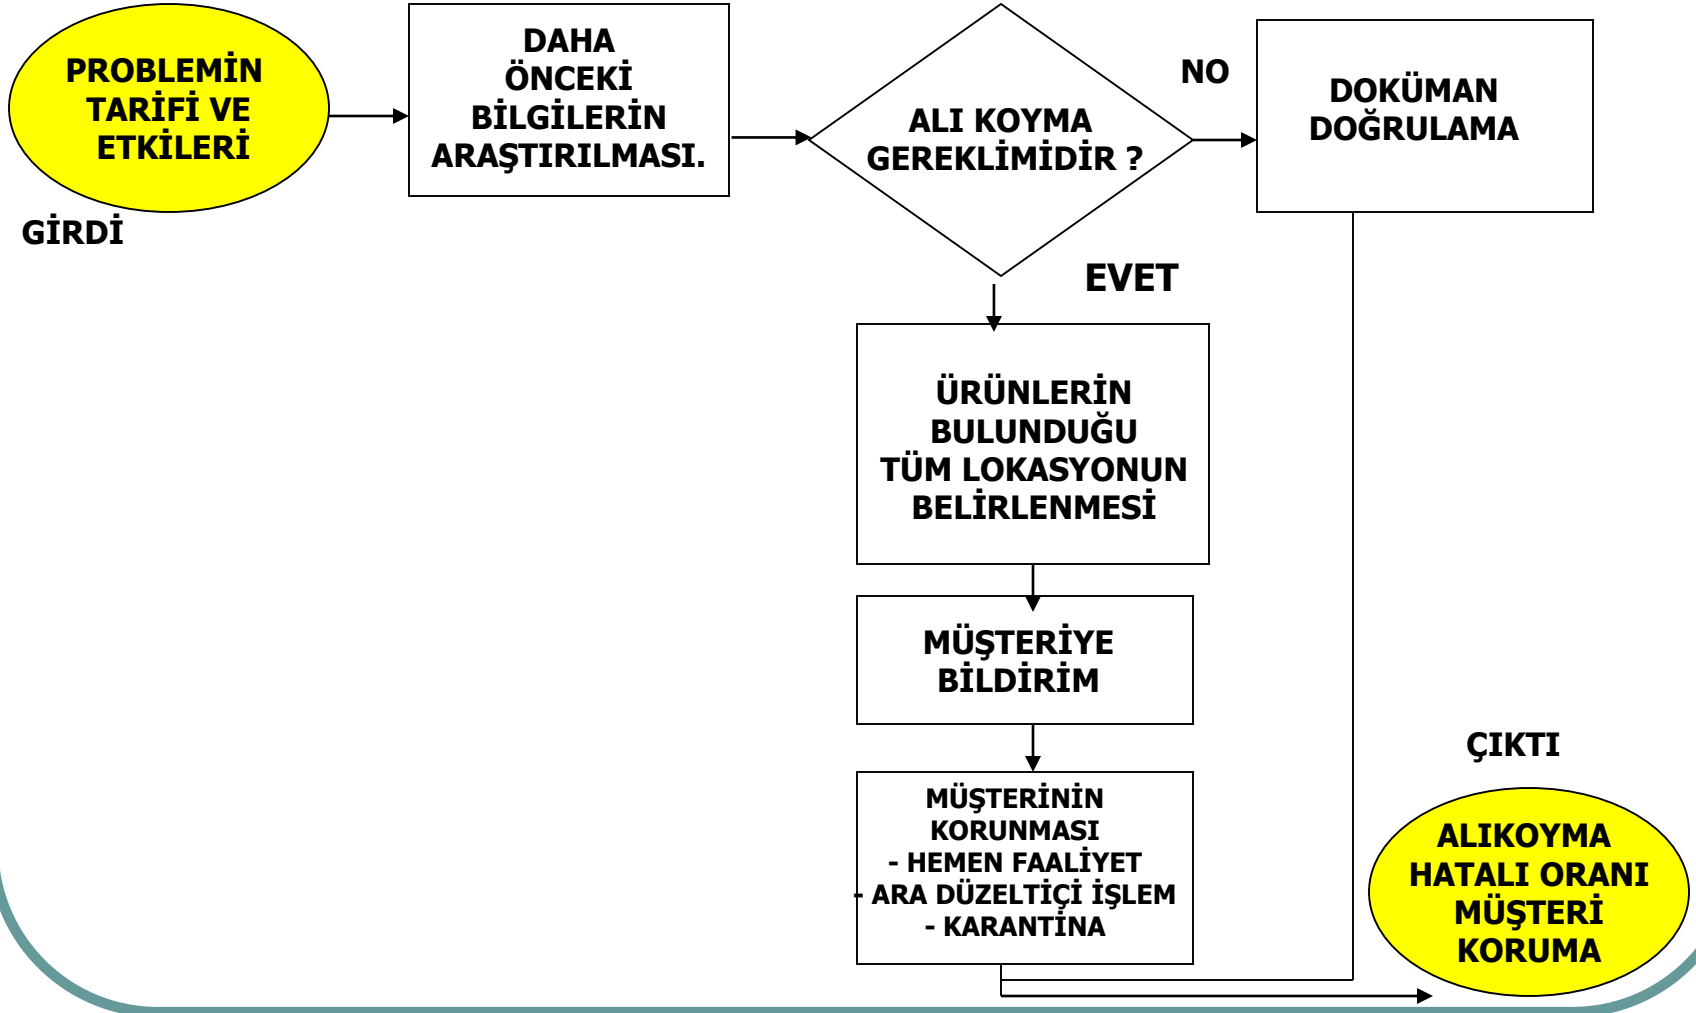 PROBLEMİN
TARİFİ VE
ETKİLERİ
GİRDİ
DAHA
ÖNCEKİ
BİLGİLERİN
ARAŞTIRILMASI.
ALI KOYMA
GEREKLİMİDİR ?
NO
DOKÜMAN
DOĞRULAMA
EVET
ÜRÜNLERİN
BULUNDUĞU
TÜM LOKASYONUN
BELİRLENMESİ
MÜŞTERİYE
BİLDİRİM
MÜŞTERİNİN
KORUNMASI
- HEMEN FAALİYET
- ARA DÜZELTİÇİ İŞLEM
- KARANTİNA
ÇIKTI
ALIKOYMA
HATALI ORANI
MÜŞTERİ
KORUMA